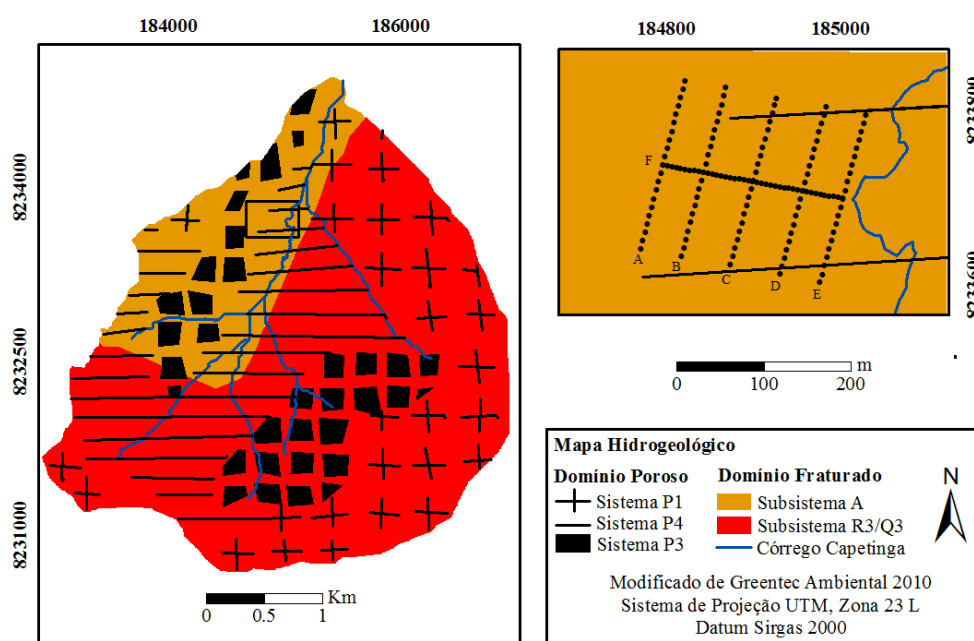 184000 186000
8234000
8232500
8231000
Km
0 0.5 1
184800 185000
8233800
8233600
F
A
B
C
D
E
m
0 100 200
Mapa Hidrogeológico
Domínio Poroso Domínio Fraturado
Sistema P1 Subsistema A
Sistema P4 Subsistema R3/Q3
Sistema P3 Córrego Capetinga
N
Modificado de Greentec Ambiental 2010
Sistema de Projeção UTM, Zona 23 L
Datum Sirgas 2000